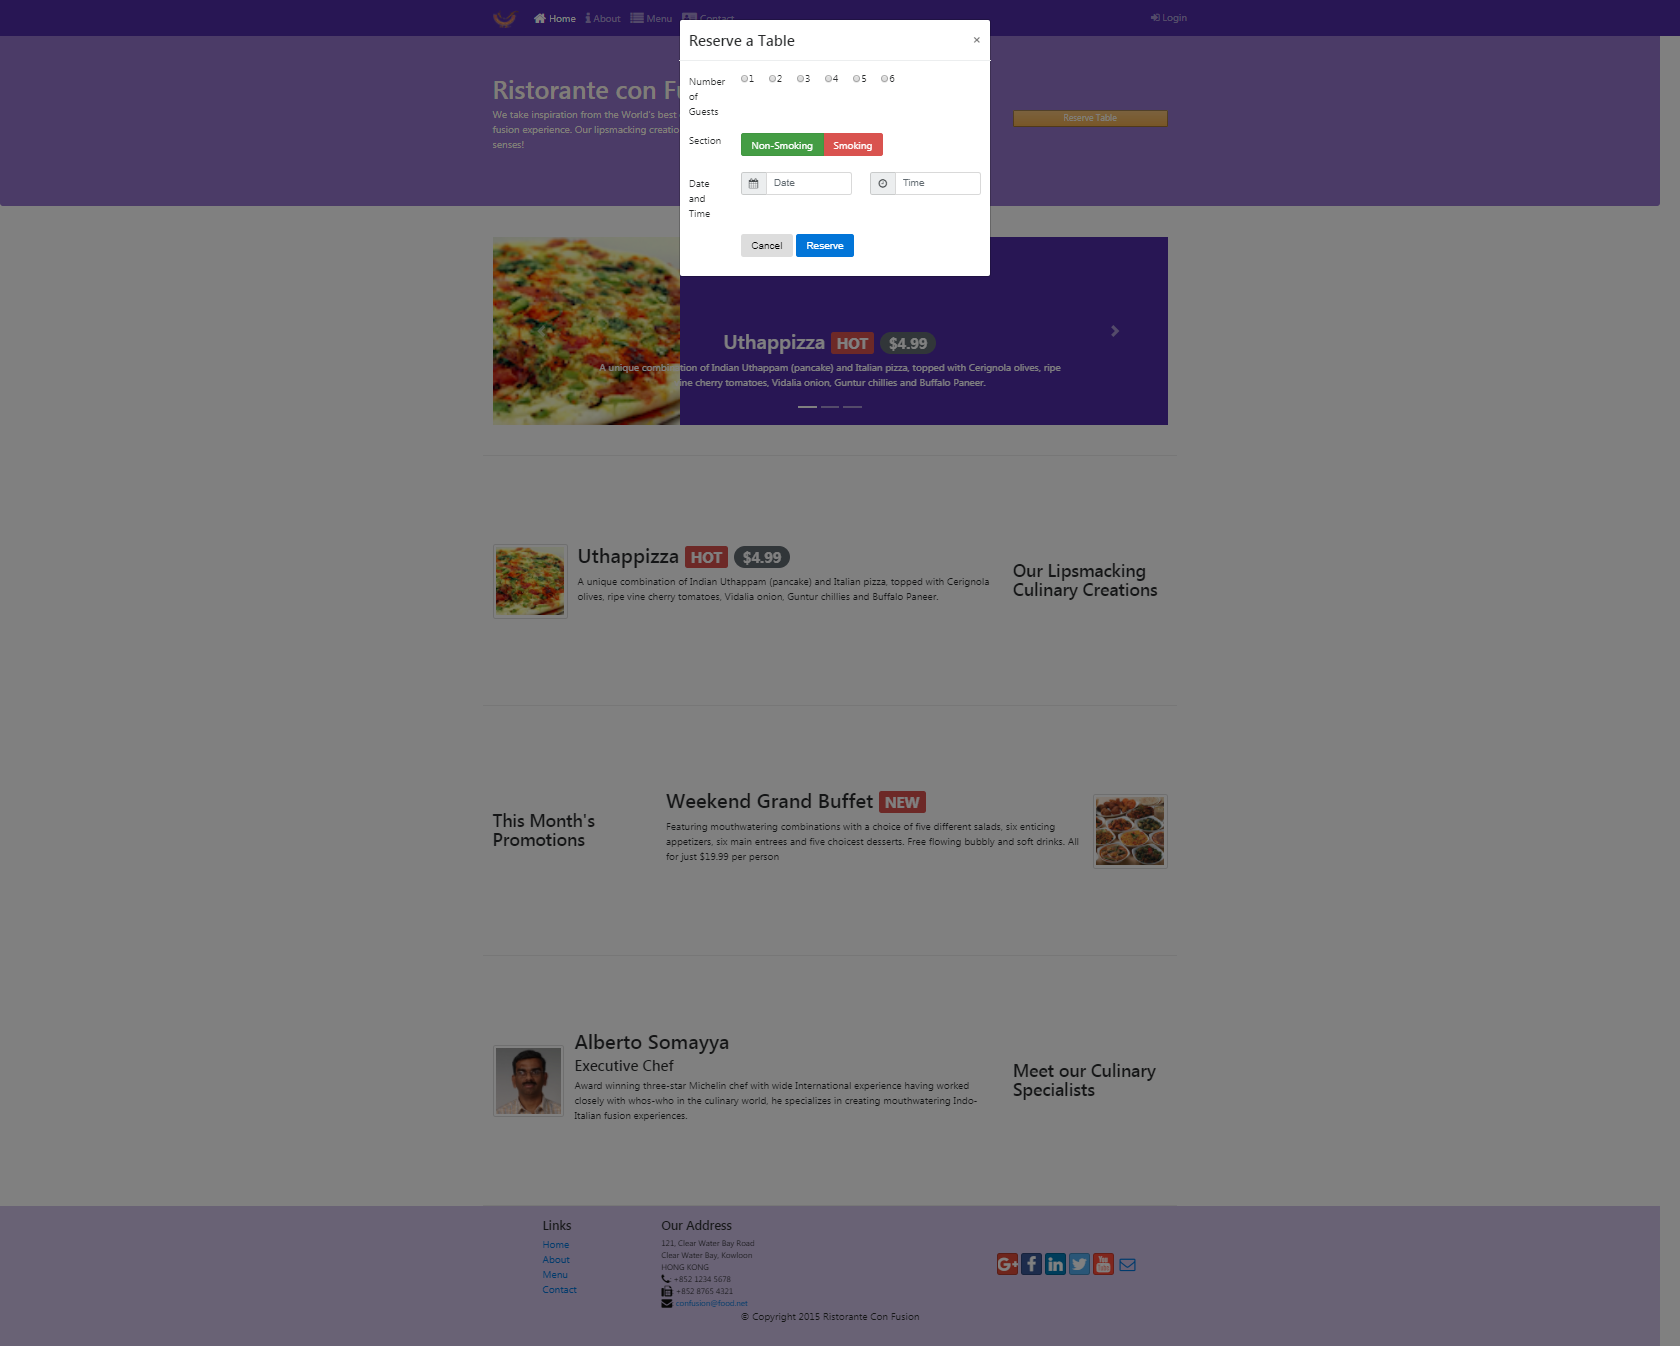 Home About Menu Contact Login
Reserve a Table ×
Number of Guests
1 2 3 4 5 6
Section
Non-Smoking Smoking
Date and Time
Date Time
Cancel Reserve
Ristorante con Fu
We take inspiration from the World's best
fusion experience. Our lipsmacking creatio
senses!
Reserve Table
Uthappizza HOT $4.99
A unique combination of Indian Uthappam (pancake) and Italian pizza, topped with Cerignola olives, ripe
vine cherry tomatoes, Vidalia onion, Guntur chillies and Buffalo Paneer.
Uthappizza HOT $4.99
A unique combination of Indian Uthappam (pancake) and Italian pizza, topped with Cerignola
olives, ripe vine cherry tomatoes, Vidalia onion, Guntur chillies and Buffalo Paneer.
Our Lipsmacking
Culinary Creations
This Month's
Promotions
Weekend Grand Buffet NEW
Featuring mouthwatering combinations with a choice of five different salads, six enticing
appetizers, six main entrees and five choicest desserts. Free flowing bubbly and soft drinks. All
for just $19.99 per person
Alberto Somayya
Executive Chef
Award winning three-star Michelin chef with wide International experience having worked
closely with whos-who in the culinary world, he specializes in creating mouthwatering Indo-
Italian fusion experiences.
Meet our Culinary
Specialists
Links
Home
About
Menu
Contact
Our Address
121, Clear Water Bay Road
Clear Water Bay, Kowloon
HONG KONG
: +852 1234 5678
: +852 8765 4321
: confusion@food.net
G+ f in You Tube
© Copyright 2015 Ristorante Con Fusion